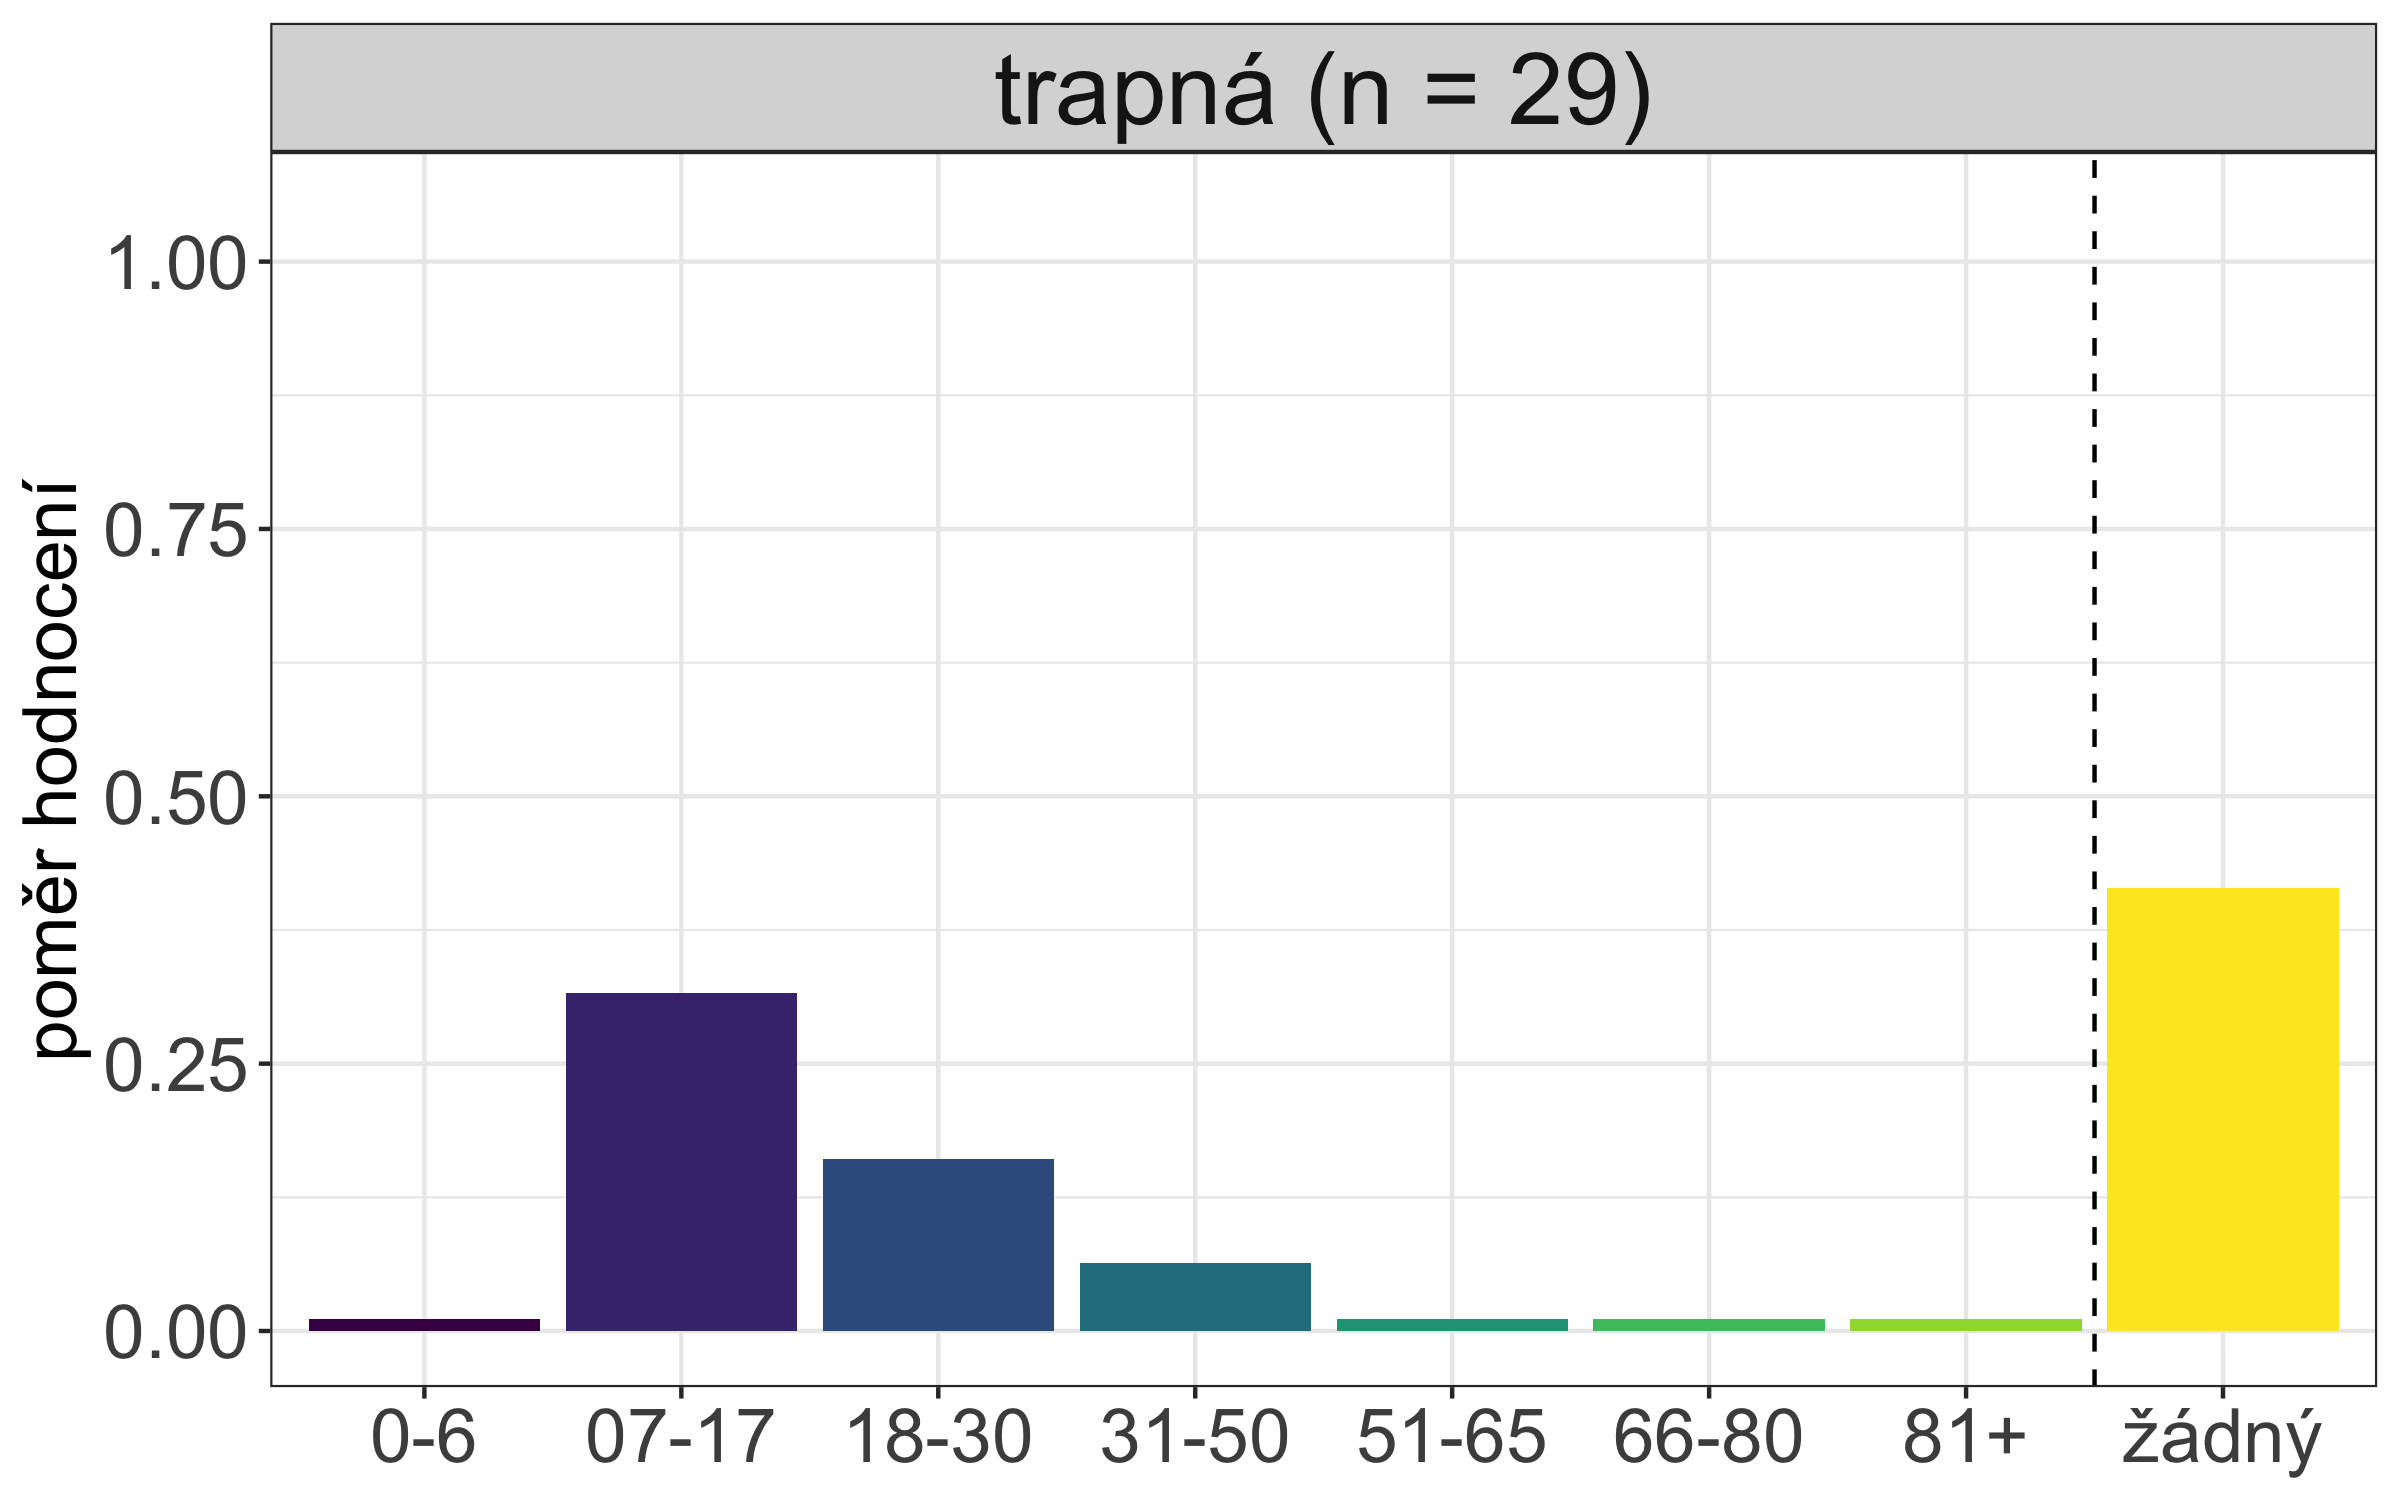 trapná (n = 29)
poměr hodnocení
1.00
0.75
0.50
0.25
0.00
0-6 07-17 18-30 31-50 51-65 66-80 81+ žádný